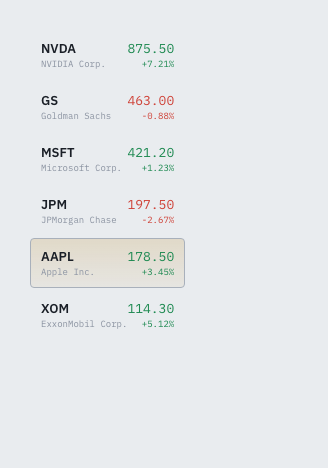 NVDA 875.50
NVIDIA Corp. +7.21%
GS 463.00
Goldman Sachs -0.88%
MSFT 421.20
Microsoft Corp. +1.23%
JPM 197.50
JPMorgan Chase -2.67%
AAPL 178.50
Apple Inc. +3.45%
XOM 114.30
ExxonMobil Corp. +5.12%